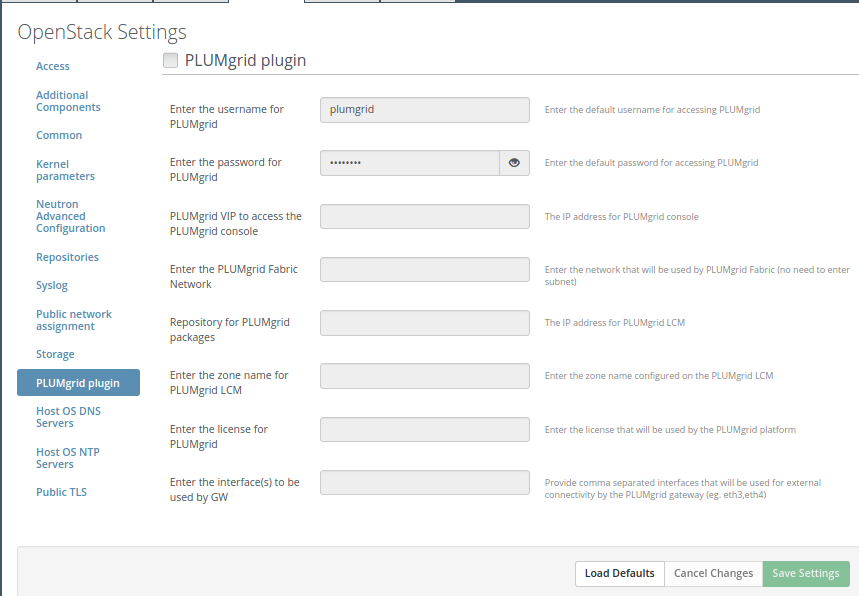 OpenStack Settings
Access
Additional
Components
Common
Kernel
parameters
Neutron
Advanced
Configuration
Repositories
Syslog
Public network
assignment
Storage
PLUMgrid plugin
Host OS DNS
Servers
Host OS NTP
Servers
Public TLS
PLUMgrid plugin
Enter the username for
PLUMgrid
plumgrid
Enter the default username for accessing PLUMgrid
Enter the password for
PLUMgrid
••••••••
Enter the default password for accessing PLUMgrid
PLUMgrid VIP to access the
PLUMgrid console
The IP address for PLUMgrid console
Enter the PLUMgrid Fabric
Network
Enter the network that will be used by PLUMgrid Fabric (no need to enter
subnet)
Repository for PLUMgrid
packages
The IP address for PLUMgrid LCM
Enter the zone name for
PLUMgrid LCM
Enter the zone name configured on the PLUMgrid LCM
Enter the license for
PLUMgrid
Enter the license that will be used by the PLUMgrid platform
Enter the interface(s) to be
used by GW
Provide comma separated interfaces that will be used for external
connectivity by the PLUMgrid gateway (eg. eth3,eth4)
Load Defaults
Cancel Changes
Save Settings